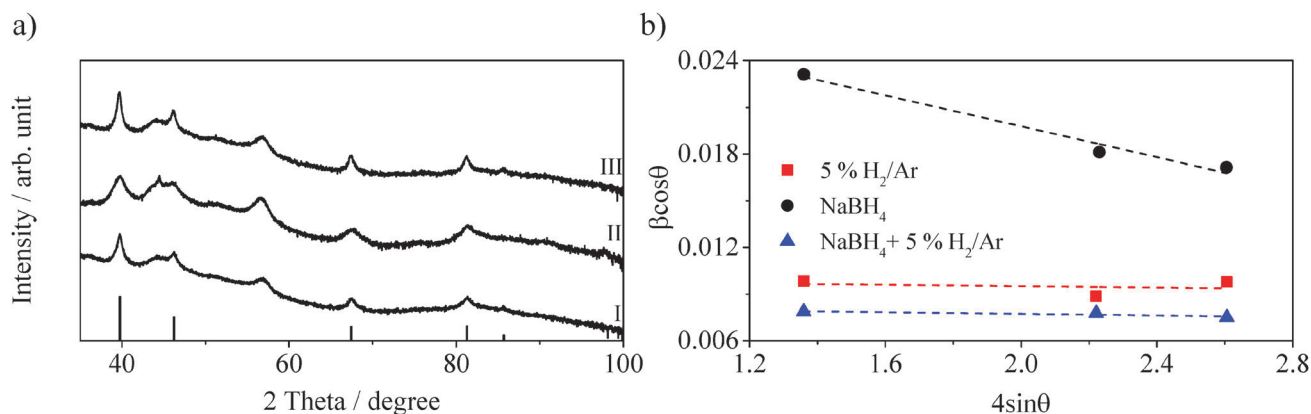 a)
Intensity / arb. unit
III
II
I
40
60
80
100
2 Theta / degree
b)
βcosθ
0.024
0.018
0.012
0.006
5 % H₂/Ar
NaBH₄
NaBH₄+ 5 % H₂/Ar
1.2
1.6
2.0
2.4
2.8
4sinθ